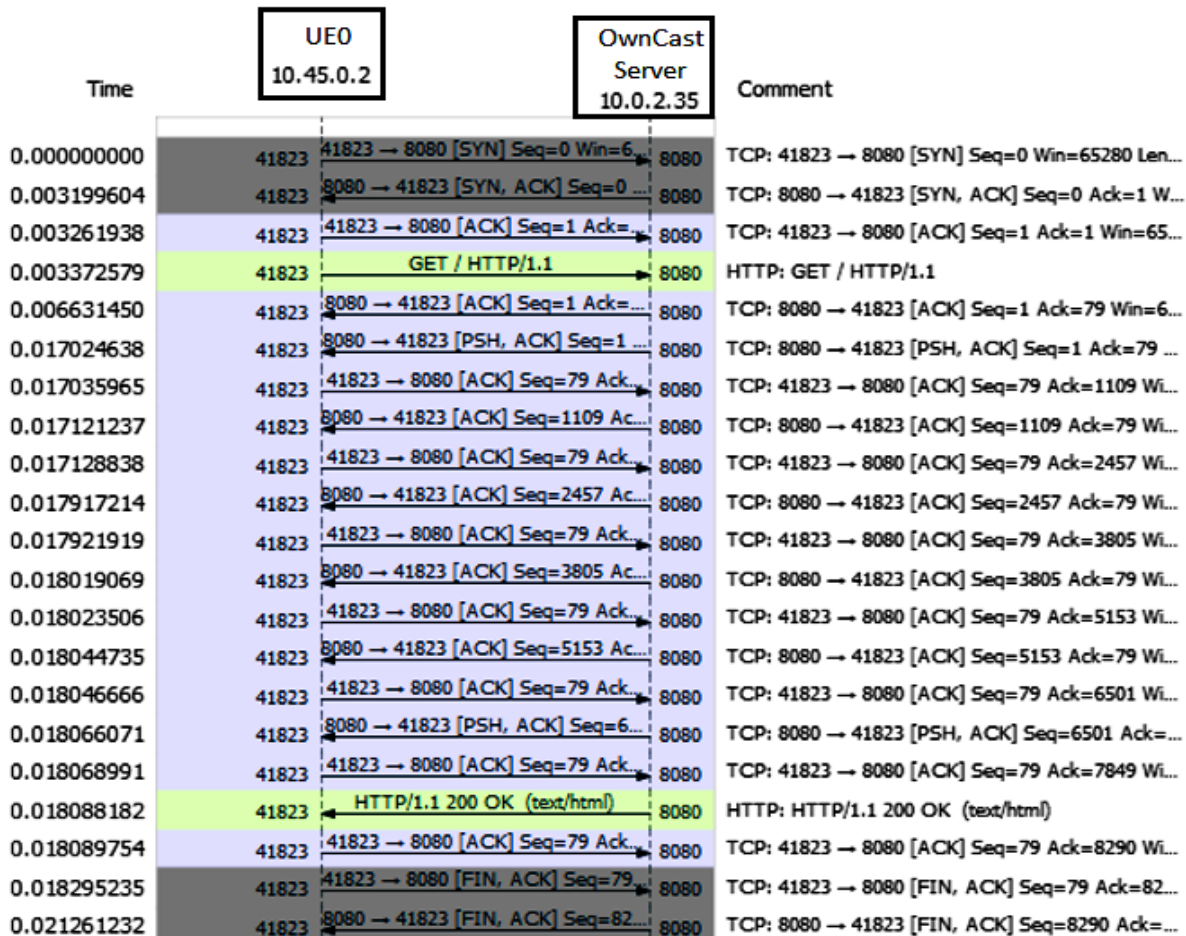 UE0
10.45.0.2
OwnCast
Server
10.0.2.35
Time
Comment
0.000000000 41823 41823 → 8080 [SYN] Seq=0 Win=6... 8080 TCP: 41823 → 8080 [SYN] Seq=0 Win=65280 Len...
0.003199604 41823 8080 → 41823 [SYN, ACK] Seq=0 ... 8080 TCP: 8080 → 41823 [SYN, ACK] Seq=0 Ack=1 W...
0.003261938 41823 41823 → 8080 [ACK] Seq=1 Ack=... 8080 TCP: 41823 → 8080 [ACK] Seq=1 Ack=1 Win=65...
0.003372579 41823 GET / HTTP/1.1 8080 HTTP: GET / HTTP/1.1
0.006631450 41823 8080 → 41823 [ACK] Seq=1 Ack=... 8080 TCP: 8080 → 41823 [ACK] Seq=1 Ack=79 Win=6...
0.017024638 41823 8080 → 41823 [PSH, ACK] Seq=1 ... 8080 TCP: 8080 → 41823 [PSH, ACK] Seq=1 Ack=79 ...
0.017035965 41823 41823 → 8080 [ACK] Seq=79 Ack... 8080 TCP: 41823 → 8080 [ACK] Seq=79 Ack=1109 Wi...
0.017121237 41823 8080 → 41823 [ACK] Seq=1109 Ac... 8080 TCP: 8080 → 41823 [ACK] Seq=1109 Ack=79 Wi...
0.017128838 41823 41823 → 8080 [ACK] Seq=79 Ack... 8080 TCP: 41823 → 8080 [ACK] Seq=79 Ack=2457 Wi...
0.017917214 41823 8080 → 41823 [ACK] Seq=2457 Ac... 8080 TCP: 8080 → 41823 [ACK] Seq=2457 Ack=79 Wi...
0.017921919 41823 41823 → 8080 [ACK] Seq=79 Ack... 8080 TCP: 41823 → 8080 [ACK] Seq=79 Ack=3805 Wi...
0.018019069 41823 8080 → 41823 [ACK] Seq=3805 Ac... 8080 TCP: 8080 → 41823 [ACK] Seq=3805 Ack=79 Wi...
0.018023506 41823 41823 → 8080 [ACK] Seq=79 Ack... 8080 TCP: 41823 → 8080 [ACK] Seq=79 Ack=5153 Wi...
0.018044735 41823 8080 → 41823 [ACK] Seq=5153 Ac... 8080 TCP: 8080 → 41823 [ACK] Seq=5153 Ack=79 Wi...
0.018046666 41823 41823 → 8080 [ACK] Seq=79 Ack... 8080 TCP: 41823 → 8080 [ACK] Seq=79 Ack=6501 Wi...
0.018066071 41823 8080 → 41823 [PSH, ACK] Seq=6... 8080 TCP: 8080 → 41823 [PSH, ACK] Seq=6501 Ack=...
0.018068991 41823 41823 → 8080 [ACK] Seq=79 Ack... 8080 TCP: 41823 → 8080 [ACK] Seq=79 Ack=7849 Wi...
0.018088182 41823 HTTP/1.1 200 OK (text/html) 8080 HTTP: HTTP/1.1 200 OK (text/html)
0.018089754 41823 41823 → 8080 [ACK] Seq=79 Ack... 8080 TCP: 41823 → 8080 [ACK] Seq=79 Ack=8290 Wi...
0.018295235 41823 41823 → 8080 [FIN, ACK] Seq=79... 8080 TCP: 41823 → 8080 [FIN, ACK] Seq=79 Ack=82...
0.021261232 41823 8080 → 41823 [FIN, ACK] Seq=82... 8080 TCP: 8080 → 41823 [FIN, ACK] Seq=8290 Ack=...